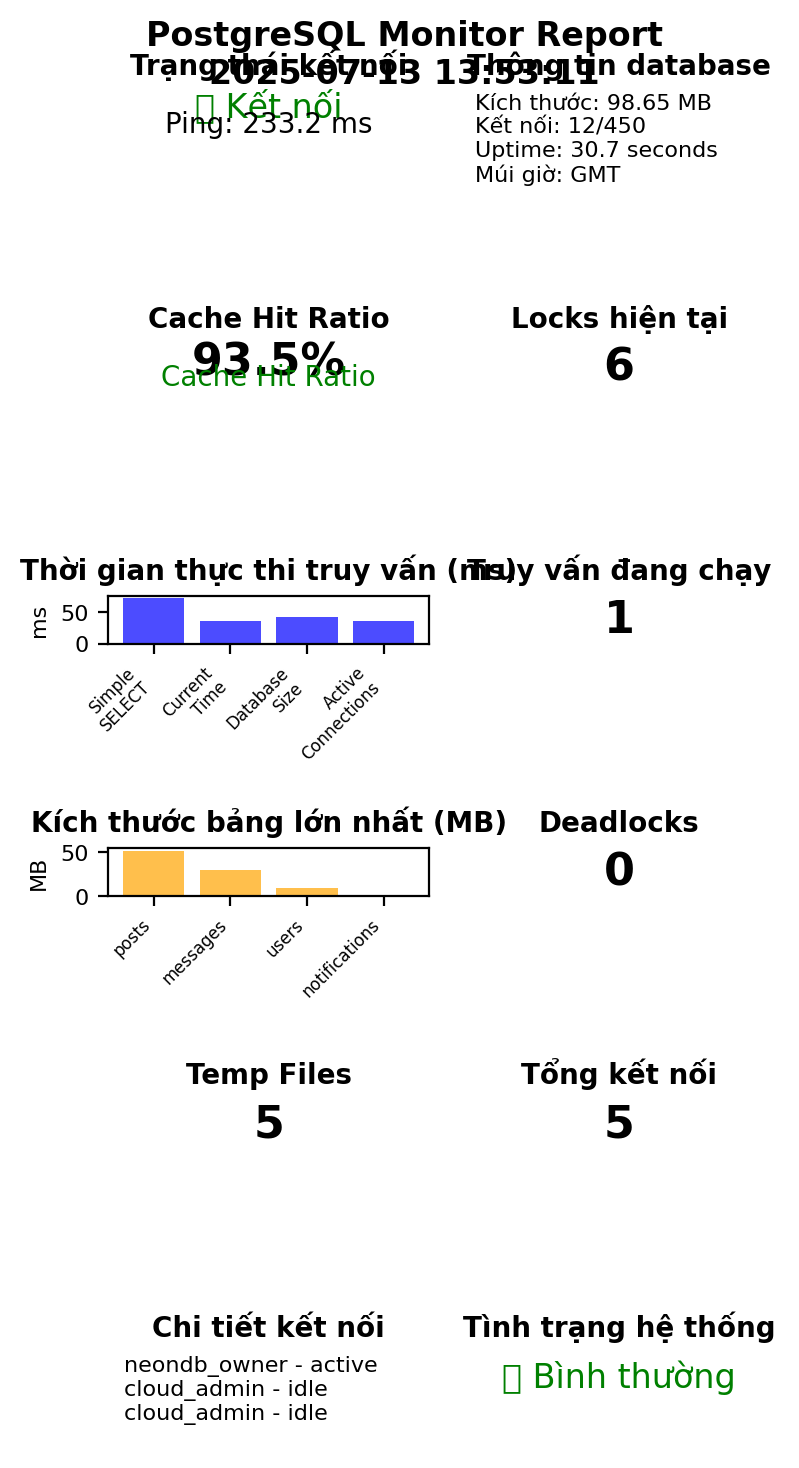 PostgreSQL Monitor Report
2025-07-13 13:53:11
Trạng thái kết nối
Kết nối
Ping: 233.2 ms
Thông tin database
Kích thước: 98.65 MB
Kết nối: 12/450
Uptime: 30.7 seconds
Múi giờ: GMT
Cache Hit Ratio
93.5%
Cache Hit Ratio
Locks hiện tại
6
Thời gian thực thi truy vấn (ms)
ms
50
0
Simple
SELECT
Current
Time
Database
Size
Active
Connections
Truy vấn đang chạy
1
Kích thước bảng lớn nhất (MB)
MB
50
0
posts
messages
users
notifications
Deadlocks
0
Temp Files
5
Tổng kết nối
5
Chi tiết kết nối
neondb_owner - active
cloud_admin - idle
cloud_admin - idle
Tình trạng hệ thống
Bình thường